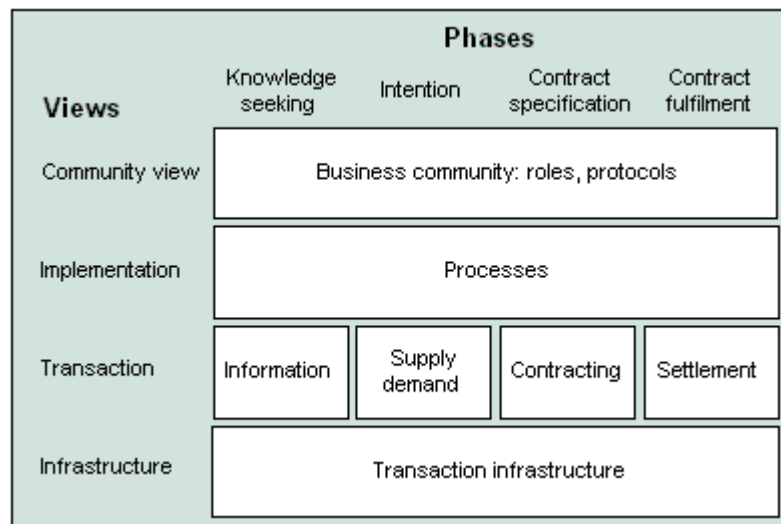 Phases
Views
Knowledge
seeking
Intention
Contract
specification
Contract
fulfilment
Community view
Business community: roles, protocols
Implementation
Processes
Transaction
Information
Supply
demand
Contracting
Settlement
Infrastructure
Transaction infrastructure